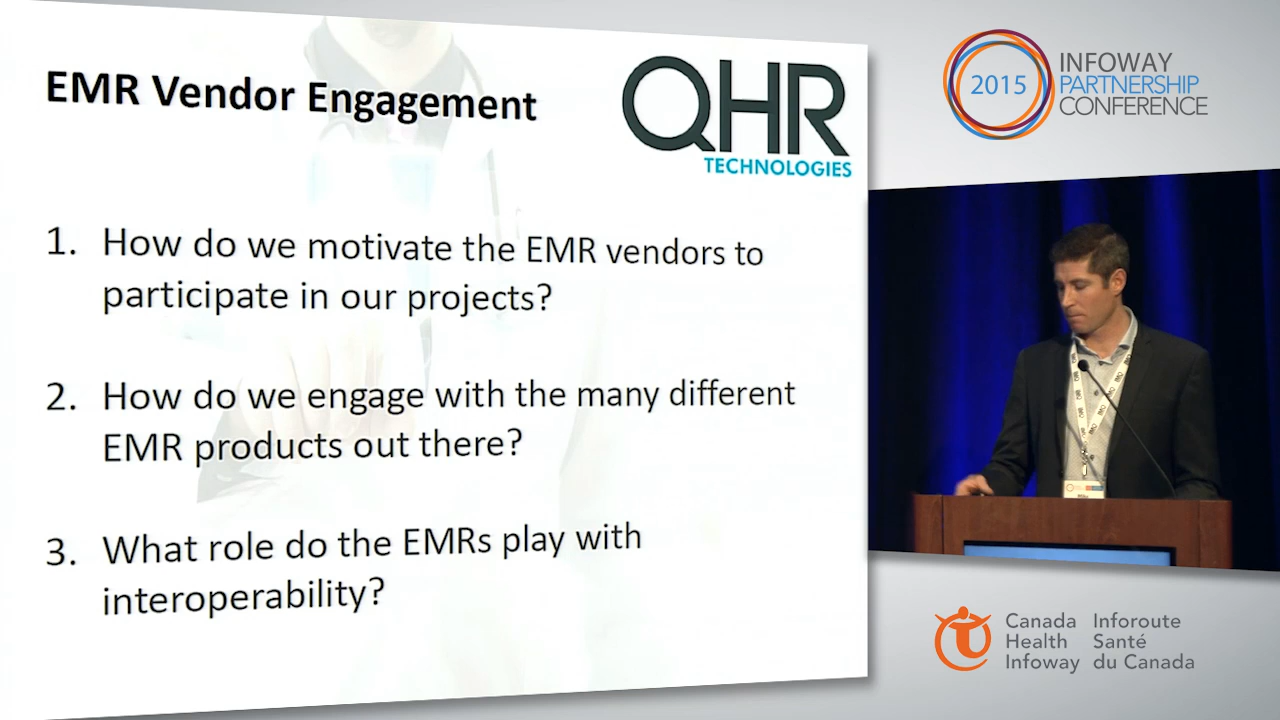 EMR Vendor Engagement
QHR
TECHNOLOGIES
1. How do we motivate the EMR vendors to
participate in our projects?
2. How do we engage with the many different
EMR products out there?
3. What role do the EMRs play with
interoperability?
2015
INFOWAY
PARTNERSHIP
CONFERENCE
Mike
Canada Inforoute
Health Santé
Infoway du Canada